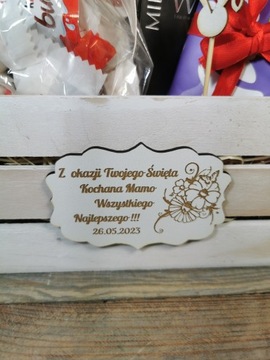 Z okazji Twojego Święta
Kochana Mamo
Wszystkiego
Najlepszego !!!
26.05.2023